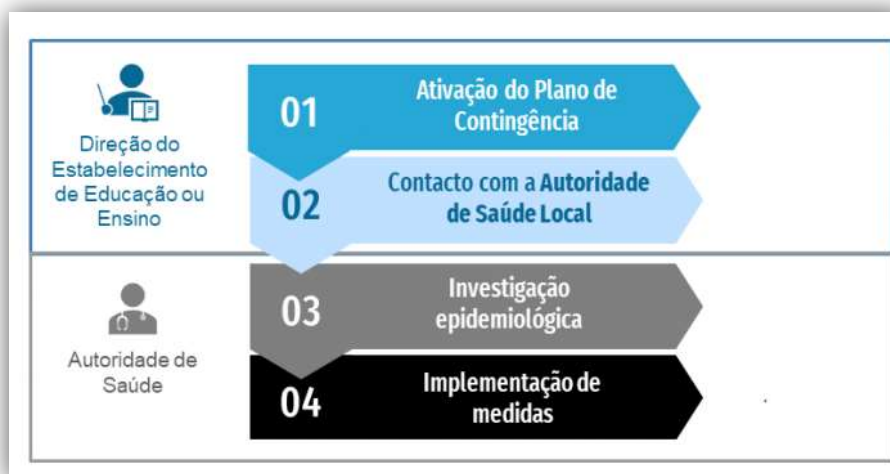 Direção do
Estabelecimento
de Educação ou
Ensino
01
Ativação do Plano de
Contingência
02
Contacto com a Autoridade
de Saúde Local
Autoridade de
Saúde
03
Investigação
epidemiológica
04
Implementação de
medidas